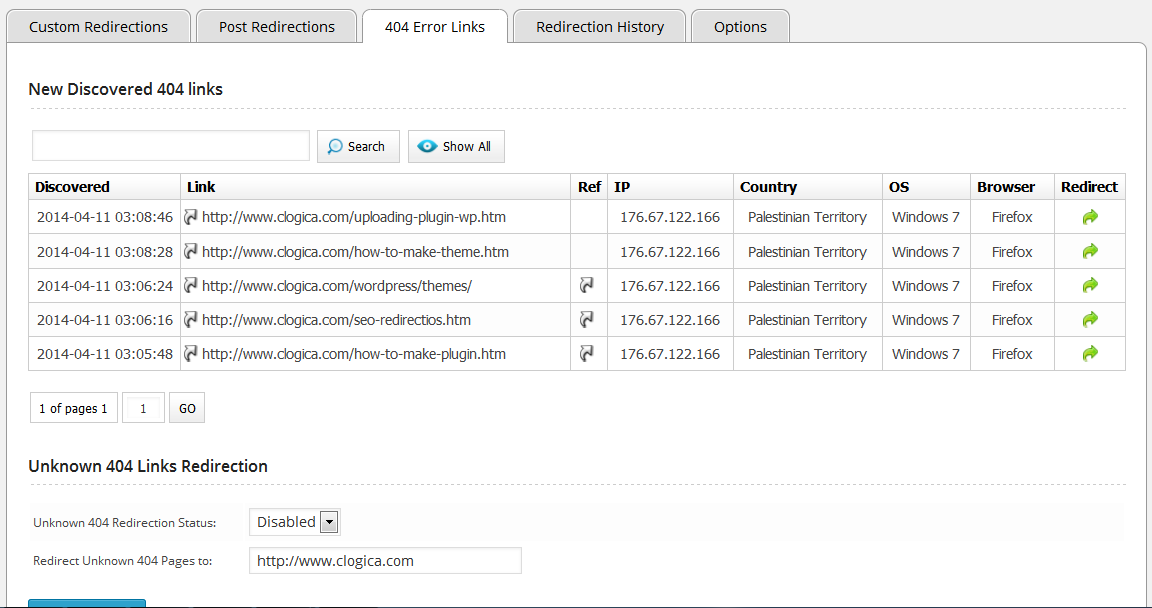 Custom Redirections Post Redirections 404 Error Links Redirection History Options
New Discovered 404 links
Search Show All
Discovered Link Ref IP Country OS Browser Redirect
2014-04-11 03:08:46 http://www.clogica.com/uploading-plugin-wp.htm 176.67.122.166 Palestinian Territory Windows 7 Firefox
2014-04-11 03:08:28 http://www.clogica.com/how-to-make-theme.htm 176.67.122.166 Palestinian Territory Windows 7 Firefox
2014-04-11 03:06:24 http://www.clogica.com/wordpress/themes/ 176.67.122.166 Palestinian Territory Windows 7 Firefox
2014-04-11 03:06:16 http://www.clogica.com/seo-redirectios.htm 176.67.122.166 Palestinian Territory Windows 7 Firefox
2014-04-11 03:05:48 http://www.clogica.com/how-to-make-plugin.htm 176.67.122.166 Palestinian Territory Windows 7 Firefox
1 of pages 1 1 GO
Unknown 404 Links Redirection
Unknown 404 Redirection Status: Disabled
Redirect Unknown 404 Pages to: http://www.clogica.com